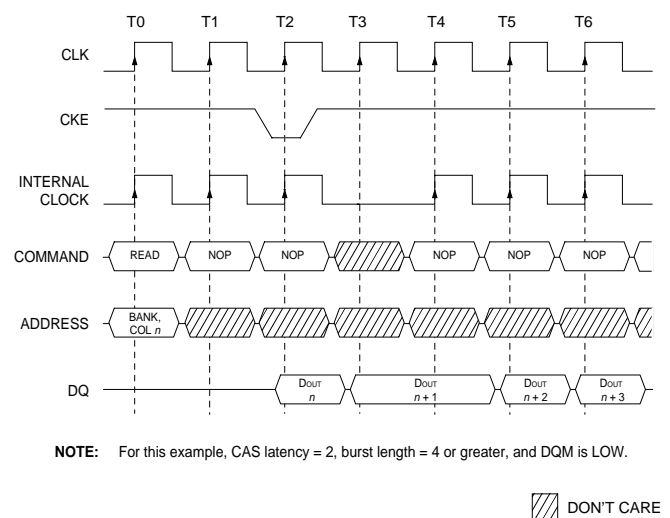 T0 T1 T2 T3 T4 T5 T6
CLK
CKE
INTERNAL
CLOCK
COMMAND READ NOP NOP NOP NOP NOP
ADDRESS BANK,
COL n
DQ DOUT
n DOUT
n + 1 DOUT
n + 2 DOUT
n + 3
NOTE: For this example, CAS latency = 2, burst length = 4 or greater, and DQM is LOW.
DON'T CARE